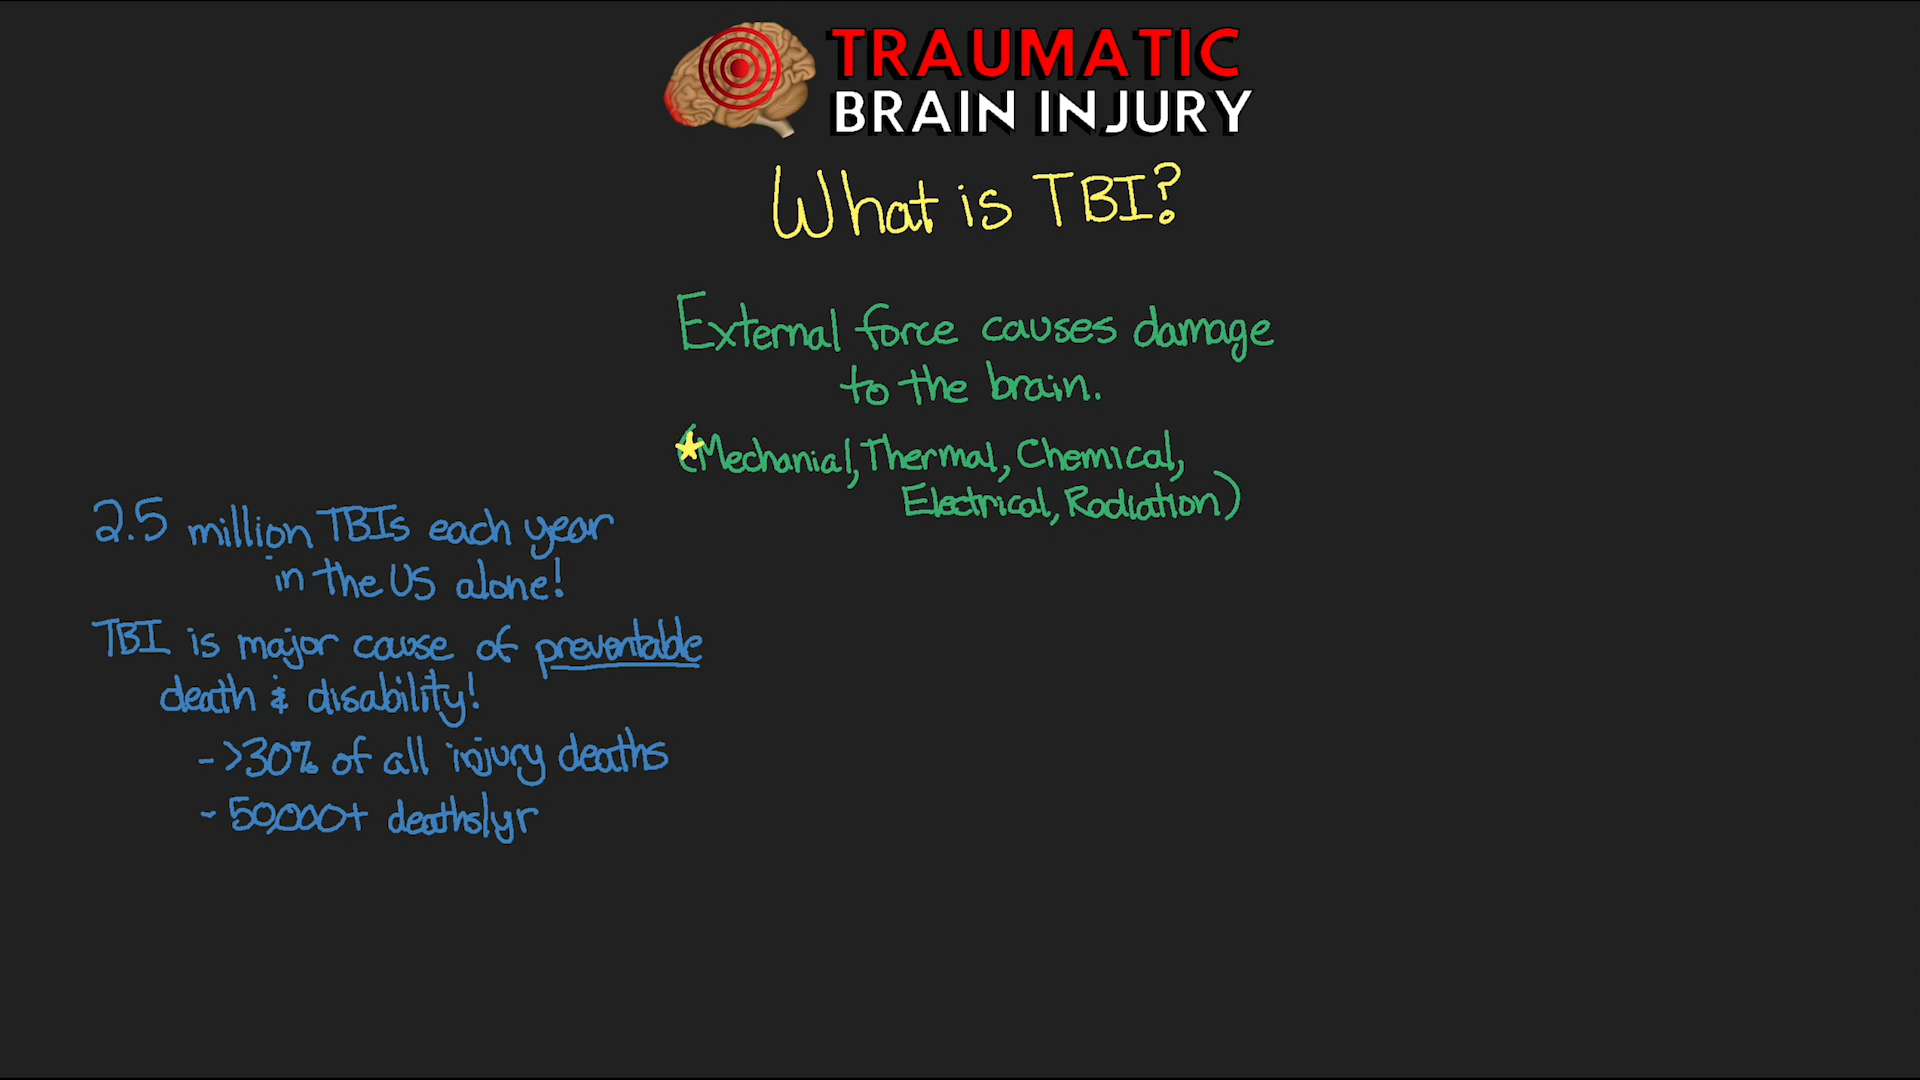 TRAUMATIC
BRAIN INJURY
What is TBI?
External force causes damage
to the brain.
(Mechanial, Thermal, Chemical,
Electrical, Radiation)
2.5 million TBIs each year
in the US alone!
TBI is major cause of preventable
death & disability!
- >30% of all injury deaths
- 50,000+ deaths/yr